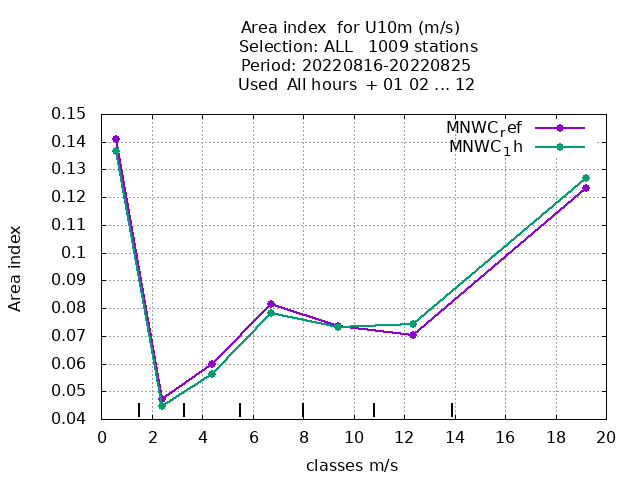 Area index  for U10m (m/s)
Selection: ALL   1009 stations
Period: 20220816-20220825
Used  All hours  + 01 02 ... 12
MNWCref
MNWC1h
0.15
0.14
0.13
0.12
0.11
0.1
0.09
0.08
0.07
0.06
0.05
0.04
Area index
0 2 4 6 8 10 12 14 16 18 20
classes m/s